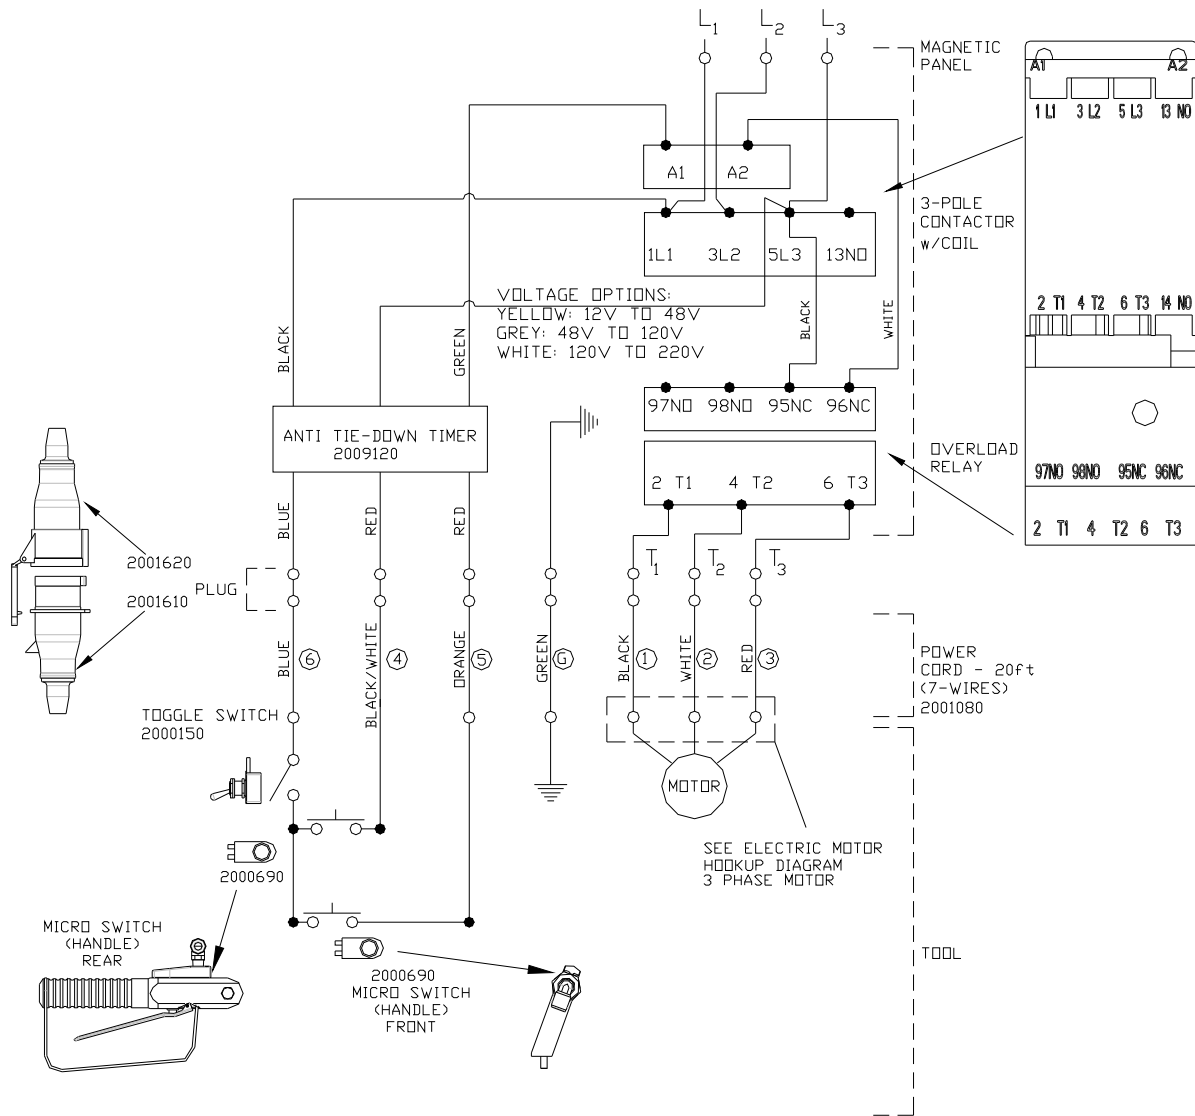 L1
L2
L3
MAGNETIC
PANEL
A1
A2
1 L1
3 L2
5 L3
13 NO
A1
A2
3-POLE
CONTACTOR
w/COIL
1L1
3L2
5L3
13NO
VOLTAGE OPTIONS:
YELLOW: 12V TO 48V
GREY: 48V TO 120V
WHITE: 120V TO 220V
BLACK
GREEN
BLACK
WHITE
2 T1
4 T2
6 T3
14 NO
97NO
98NO
95NC
96NC
ANTI TIE-DOWN TIMER
2009120
OVERLOAD
RELAY
97NO
98NO
95NC
96NC
2 T1
4 T2
6 T3
2 T1
4 T2
6 T3
BLUE
RED
RED
2001620
2001610
PLUG
T1
T2
T3
BLUE
6
BLACK/WHITE
4
ORANGE
5
GREEN
G
BLACK
1
WHITE
2
RED
3
POWER
CORD - 20ft
(7-WIRES)
2001080
TOGGLE SWITCH
2000150
MOTOR
SEE ELECTRIC MOTOR
HOOKUP DIAGRAM
3 PHASE MOTOR
2000690
MICRO SWITCH
(HANDLE)
REAR
2000690
MICRO SWITCH
(HANDLE)
FRONT
TOOL